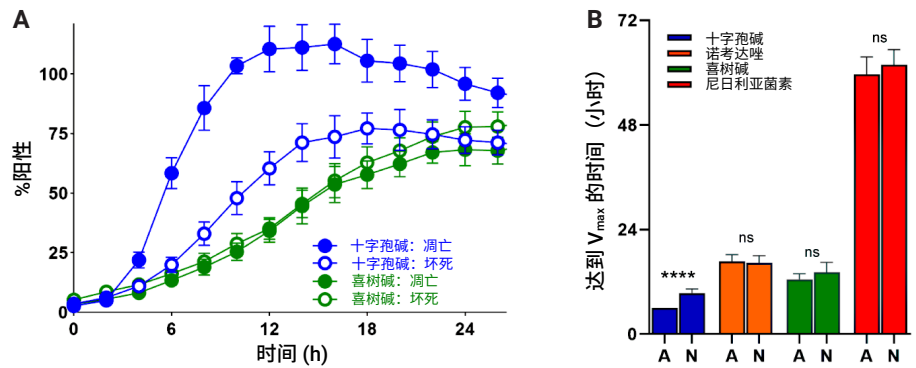 A
%阳性
100
75
50
25
0
0 6 12 18 24
时间 (h)
十字孢碱：凋亡
十字孢碱：坏死
喜树碱：凋亡
喜树碱：坏死
B
达到 Vmax 的时间（小时）
72
48
24
0
十字孢碱
诺考达唑
喜树碱
尼日利亚菌素
****
ns
ns
ns
A N A N A N A N